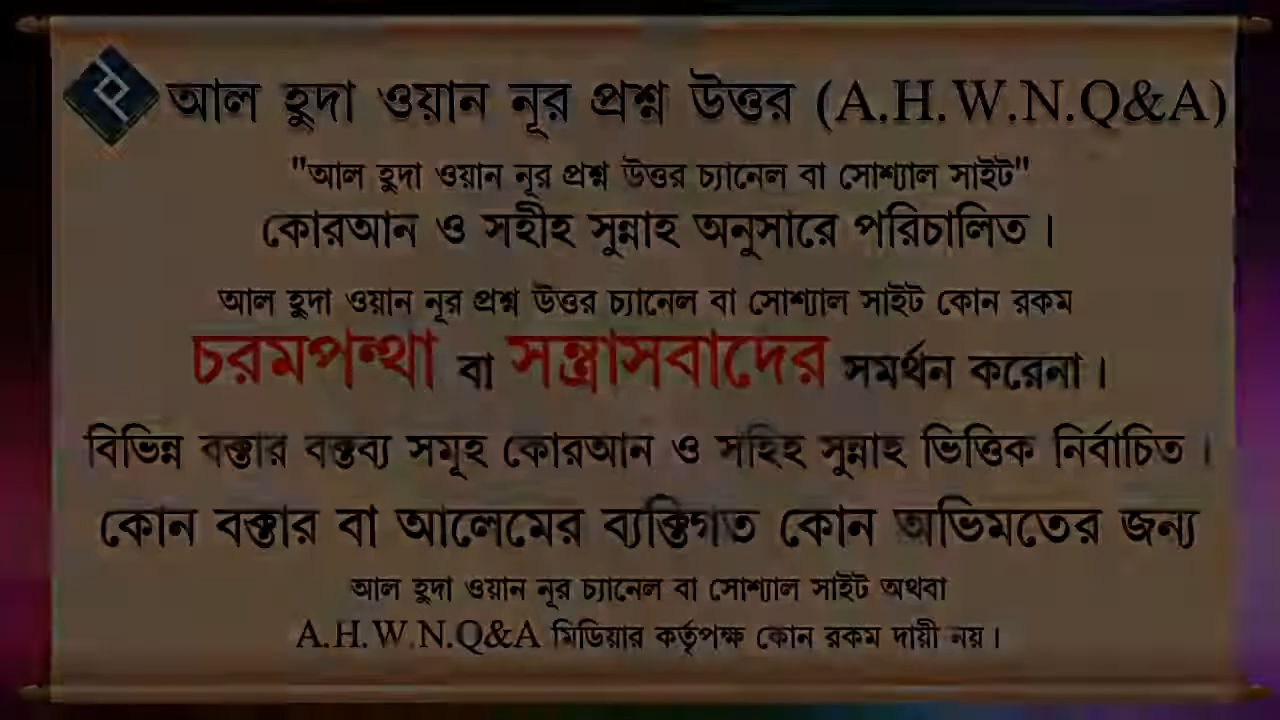 আল হুদা ওয়ান নূর প্রশ্ন উত্তর (A.H.W.N.Q&A)
"আল হুদা ওয়ান নূর প্রশ্ন উত্তর চ্যানেল বা সোশ্যাল সাইট"
কোরআন ও সহীহ সুন্নাহ অনুসারে পরিচালিত ।
আল হুদা ওয়ান নূর প্রশ্ন উত্তর চ্যানেল বা সোশ্যাল সাইট কোন রকম
চরমপন্থা বা সন্ত্রাসবাদের সমর্থন করেনা ।
বিভিন্ন বক্তার বক্তব্য সমূহ কোরআন ও সহিহ সুন্নাহ ভিত্তিক নির্বাচিত ।
কোন বক্তার বা আলেমের ব্যক্তিগত কোন অভিমতের জন্য
আল হুদা ওয়ান নূর চ্যানেল বা সোশ্যাল সাইট অথবা
A.H.W.N.Q&A মিডিয়ার কর্তৃপক্ষ কোন রকম দায়ী নয় ।